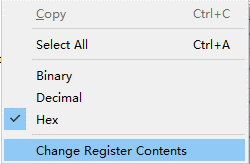 Copy Ctrl+C
Select All Ctrl+A
Binary
Decimal
Hex
Change Register Contents